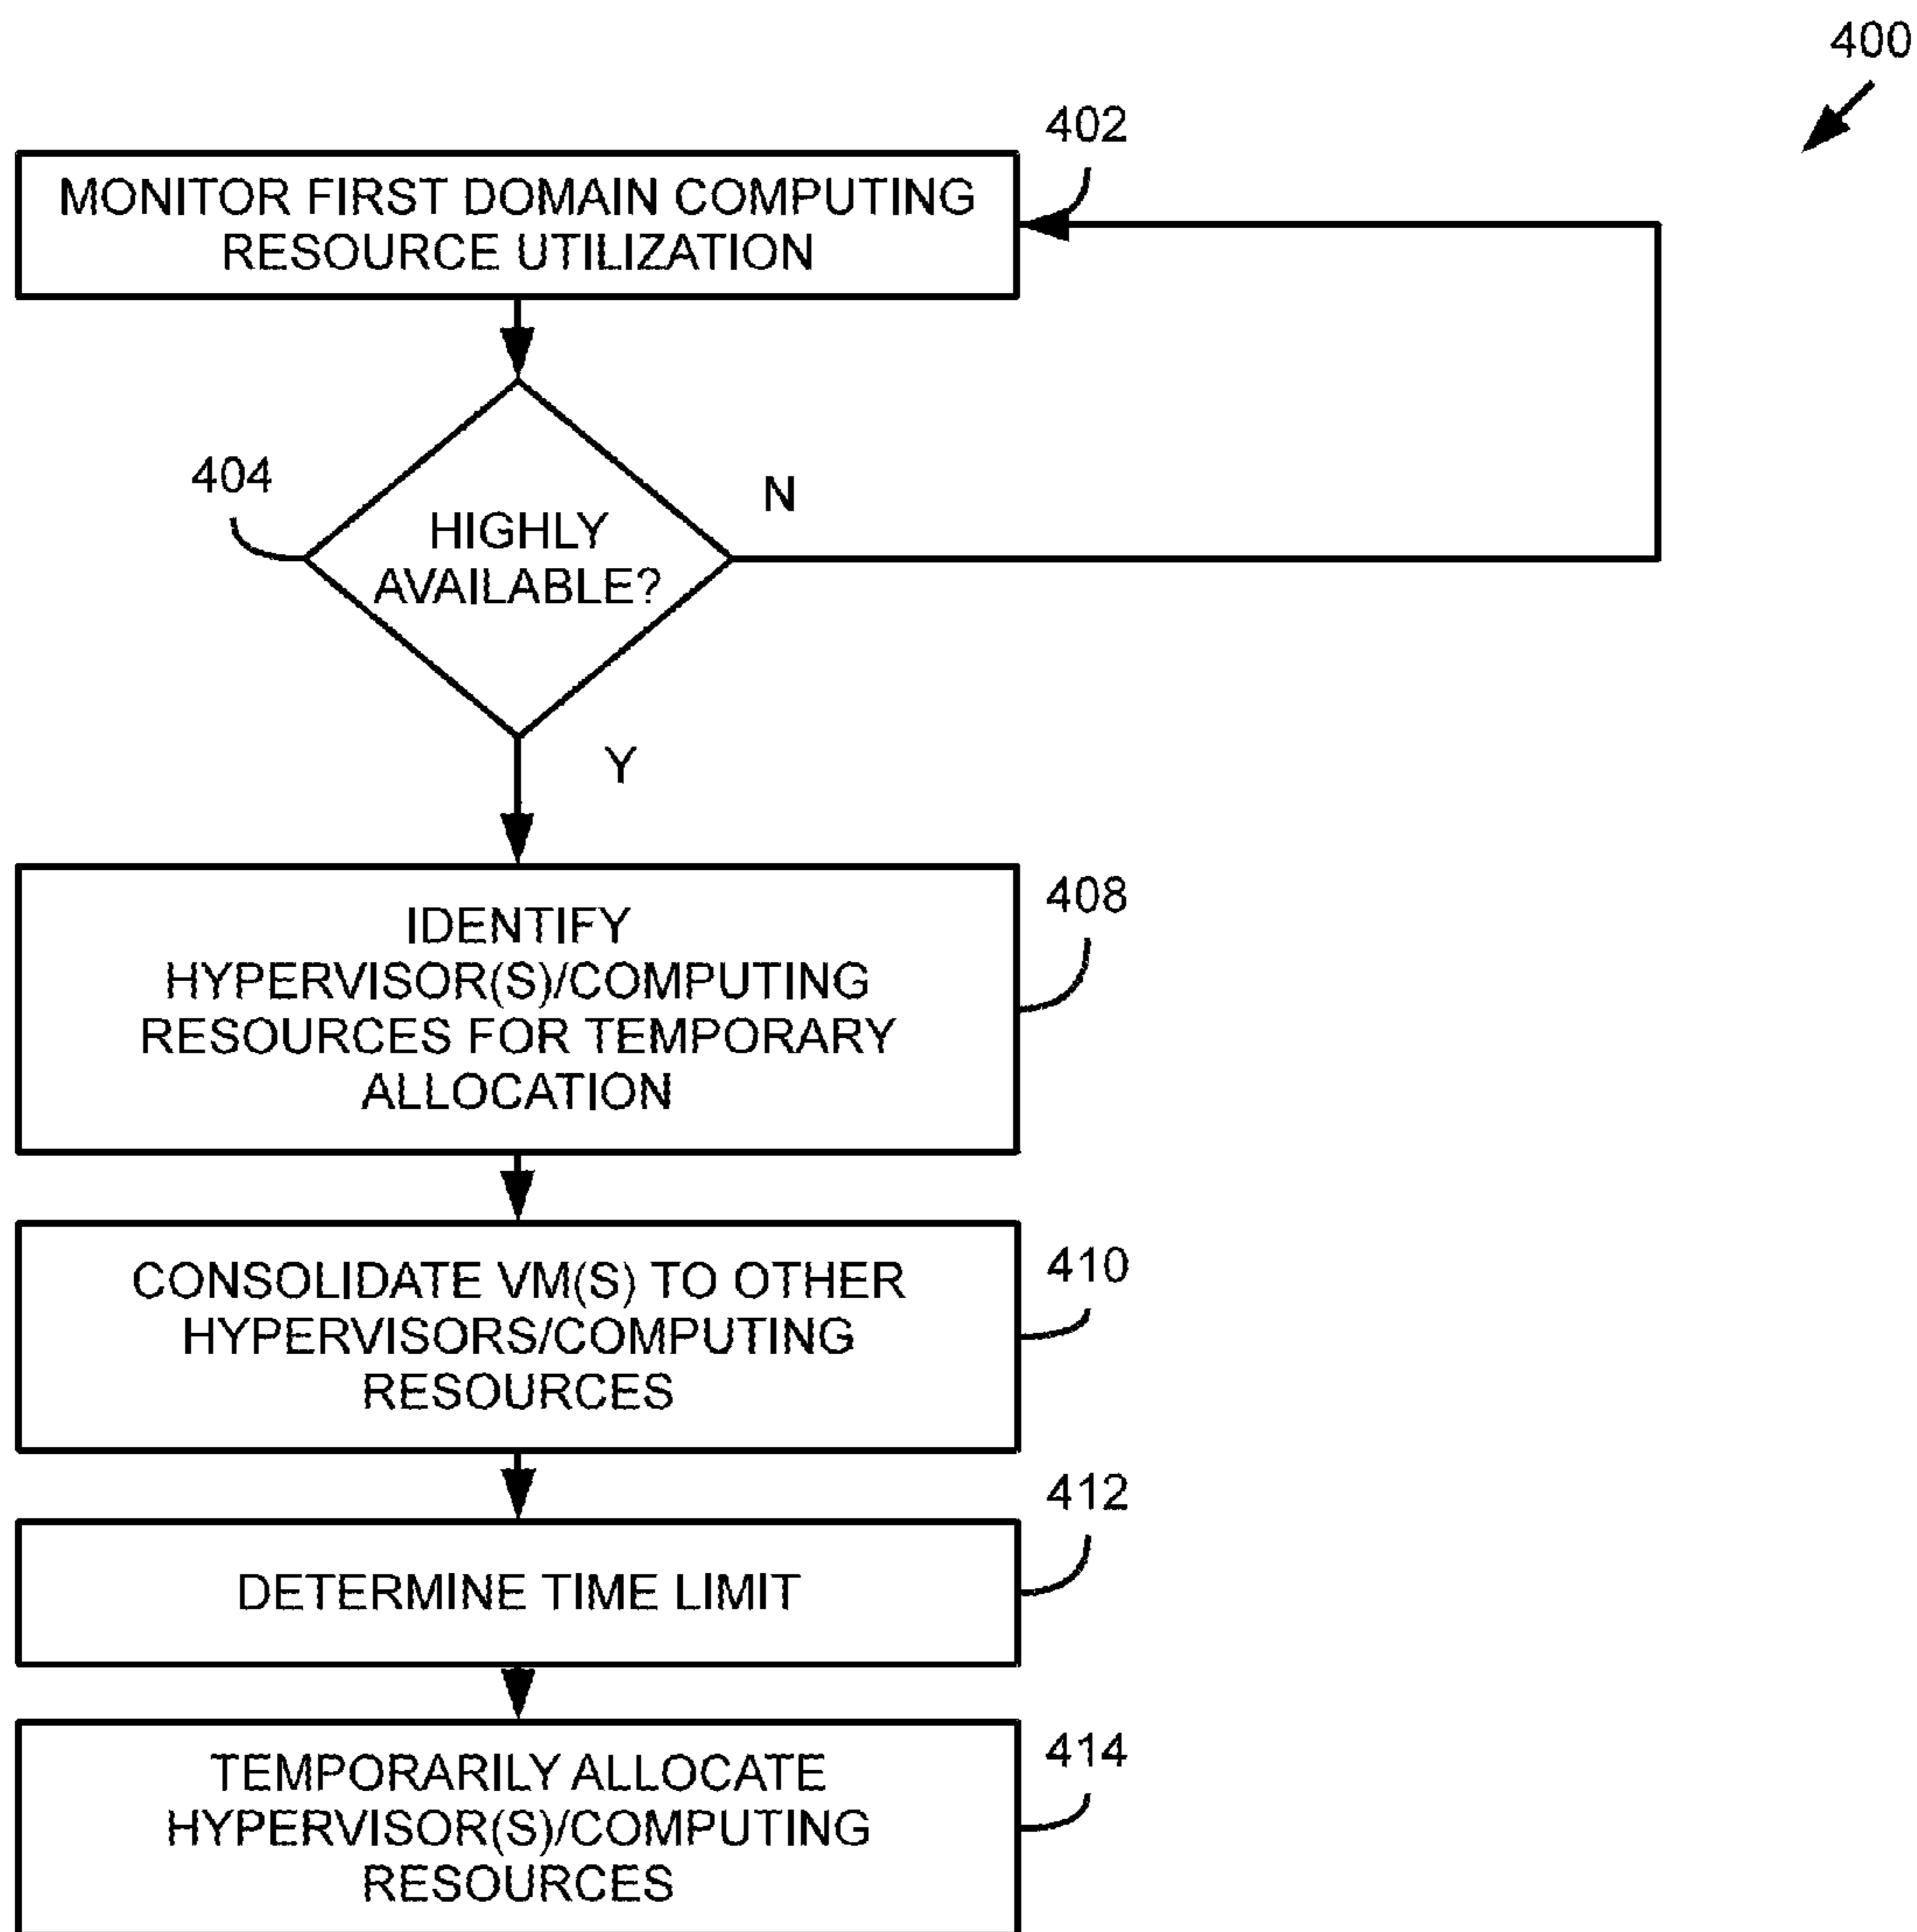 400
402
MONITOR FIRST DOMAIN COMPUTING
RESOURCE UTILIZATION
404
HIGHLY
AVAILABLE?
N
Y
408
IDENTIFY
HYPERVISOR(S)/COMPUTING
RESOURCES FOR TEMPORARY
ALLOCATION
410
CONSOLIDATE VM(S) TO OTHER
HYPERVISORS/COMPUTING
RESOURCES
412
DETERMINE TIME LIMIT
414
TEMPORARILY ALLOCATE
HYPERVISOR(S)/COMPUTING
RESOURCES